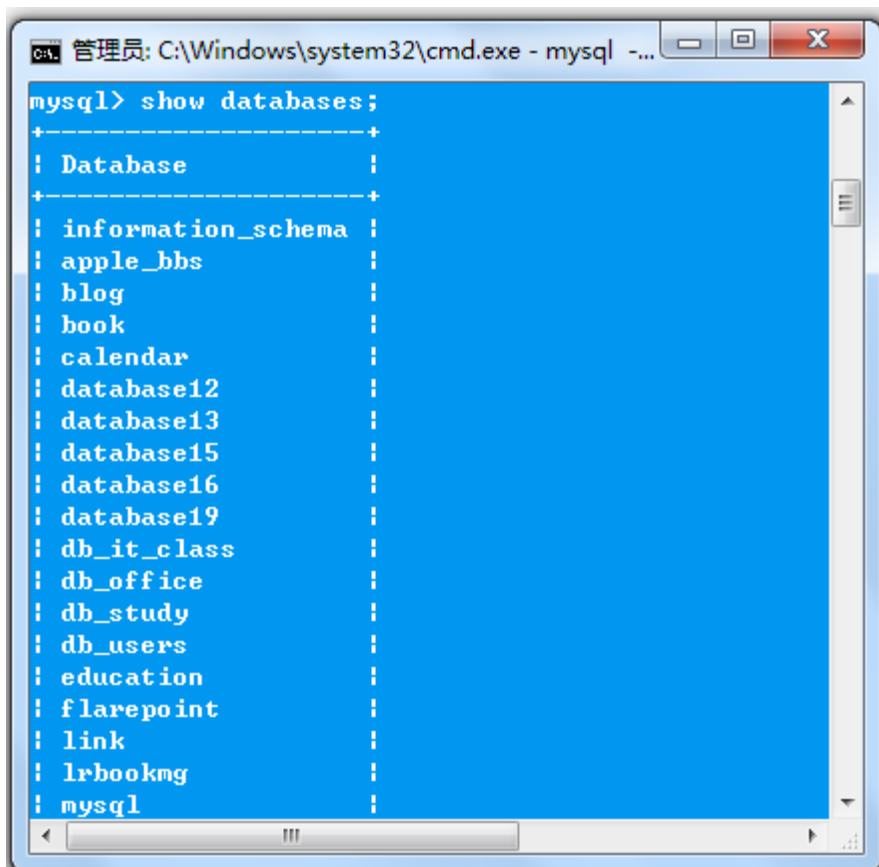 管理员: C:\Windows\system32\cmd.exe - mysql -...
mysql> show databases;
+--------------------+
| Database           |
+--------------------+
| information_schema |
| apple_bbs          |
| blog               |
| book               |
| calendar           |
| database12         |
| database13         |
| database15         |
| database16         |
| database19         |
| db_it_class        |
| db_office          |
| db_study           |
| db_users           |
| education          |
| flarepoint         |
| link               |
| lrbookmg           |
| mysql              |